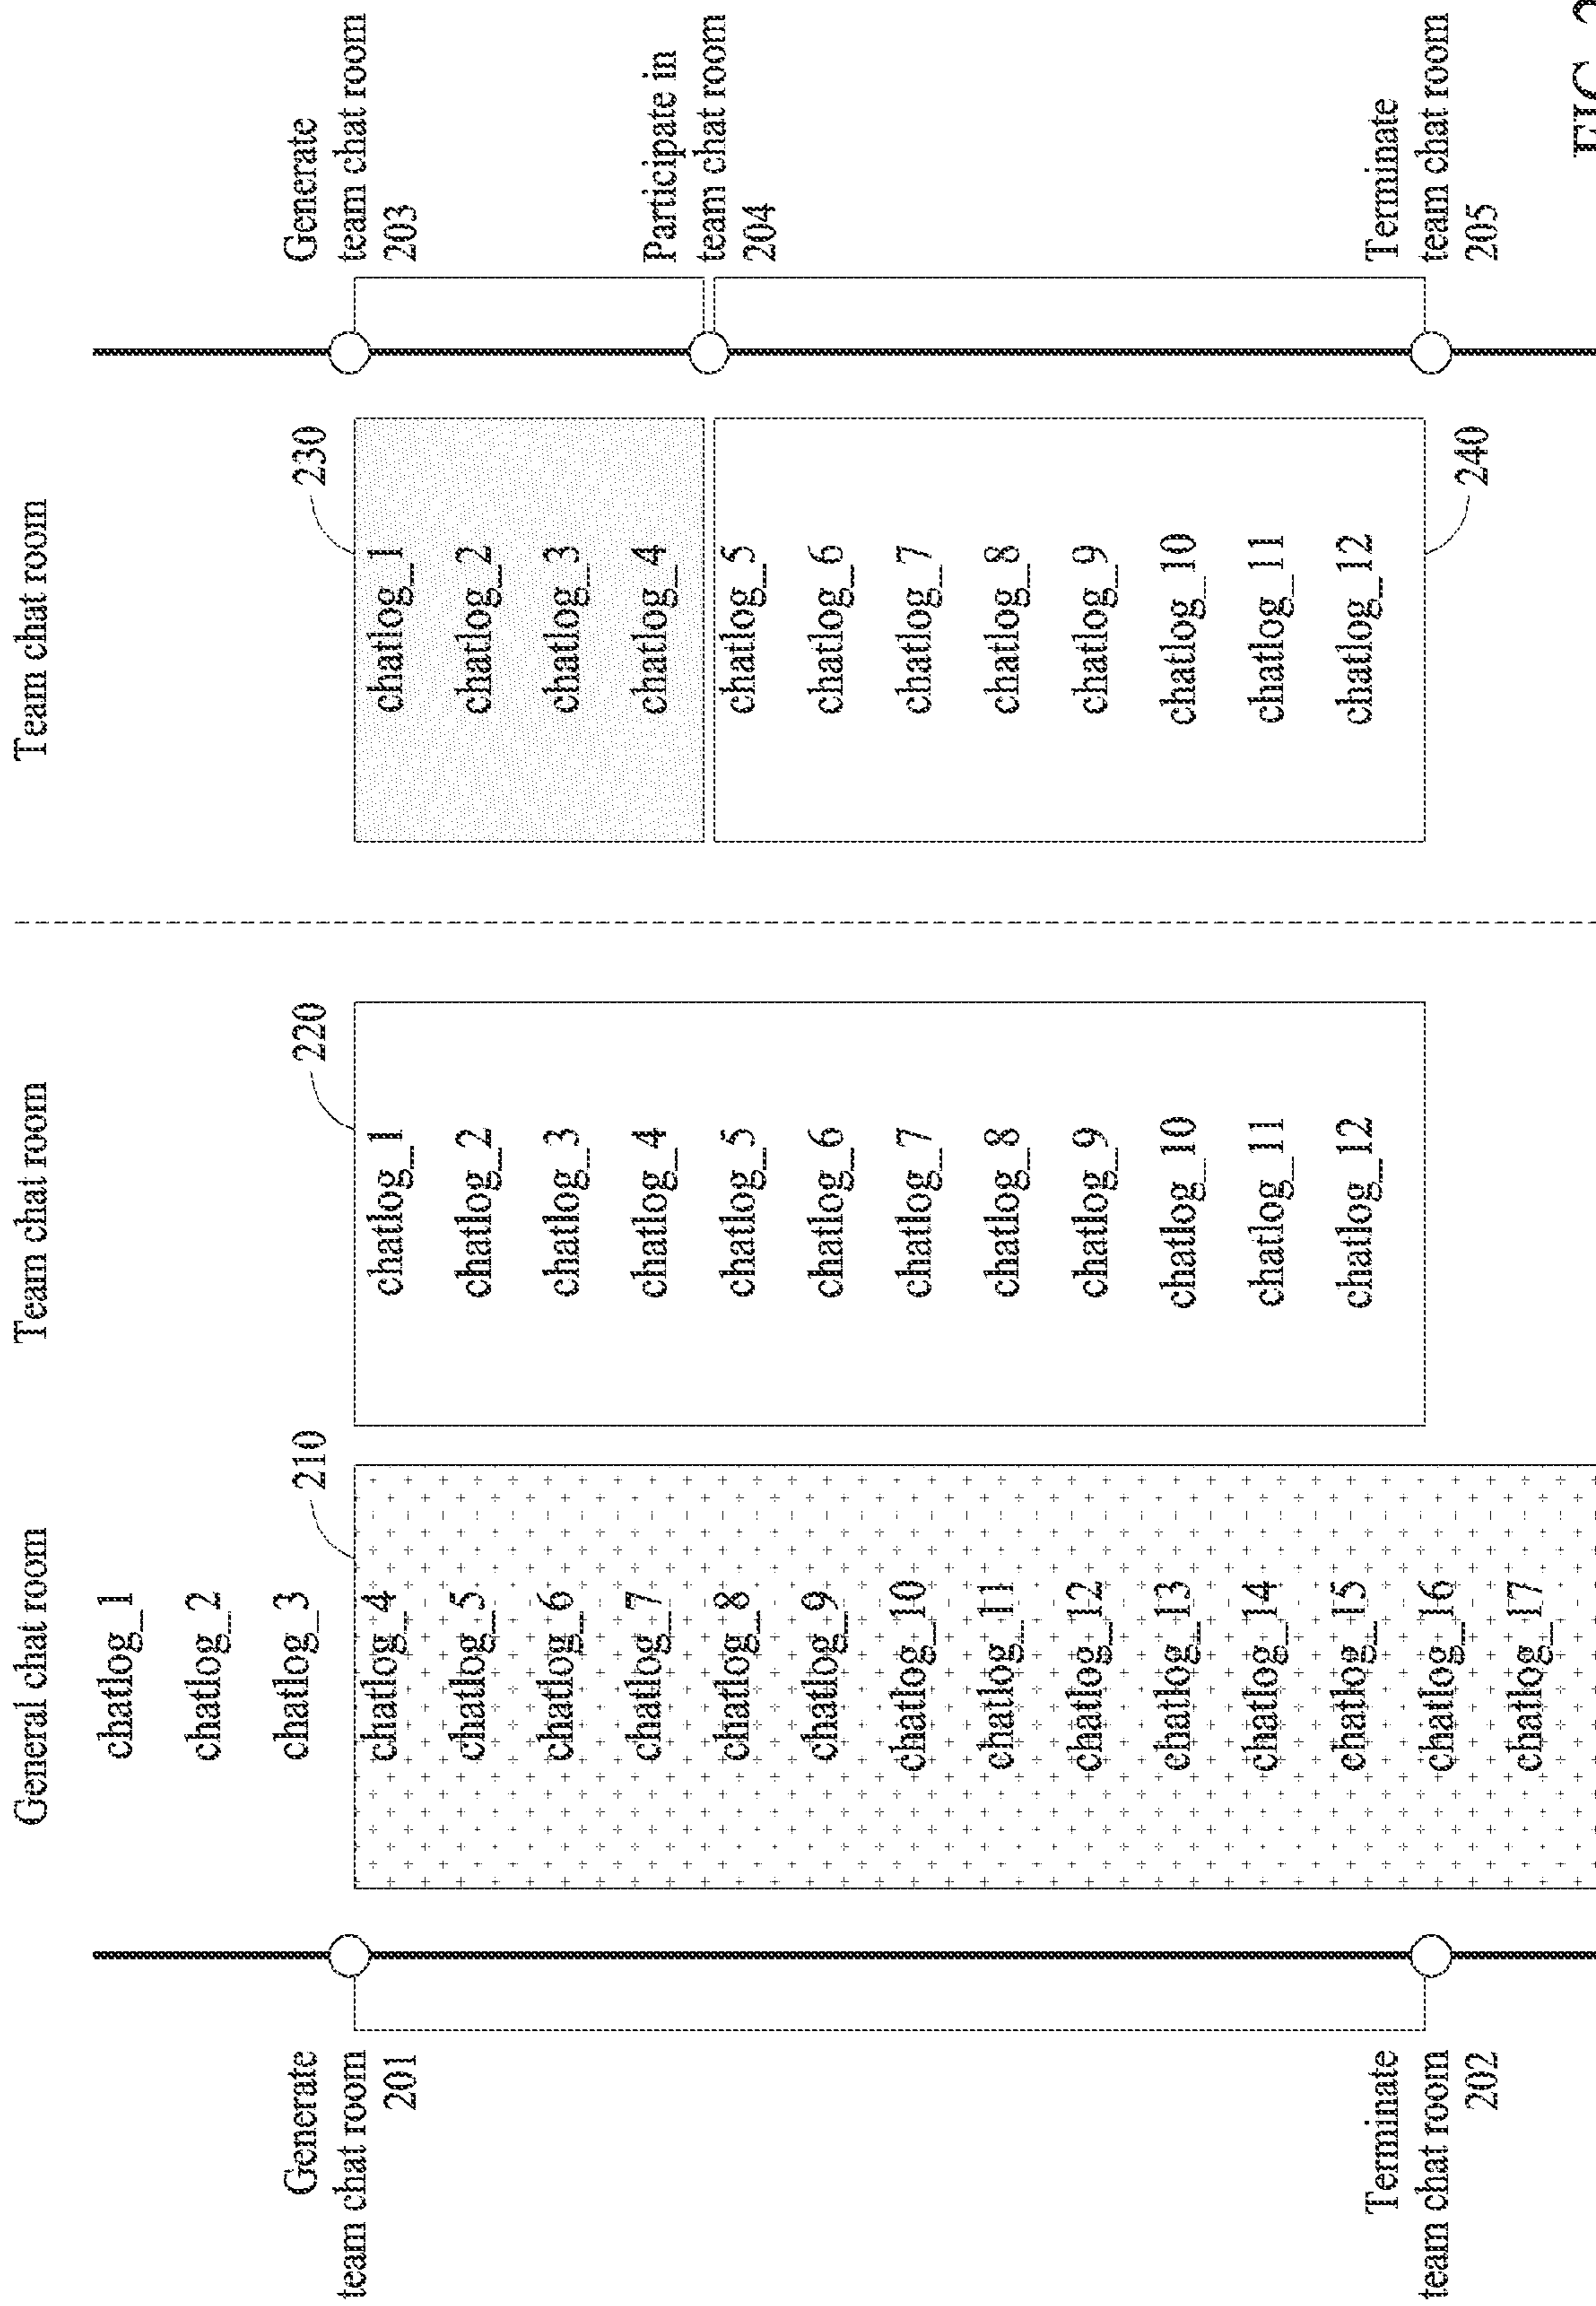 General chat room
Team chat room
Team chat room
chatlog_1
chatlog_2
chatlog_3
Generate
team chat room
201
210
chatlog_4
chatlog_5
chatlog_6
chatlog_7
chatlog_8
chatlog_9
chatlog_10
chatlog_11
chatlog_12
chatlog_13
chatlog_14
chatlog_15
chatlog_16
chatlog_17
Terminate
team chat room
202
220
chatlog_1
chatlog_2
chatlog_3
chatlog_4
chatlog_5
chatlog_6
chatlog_7
chatlog_8
chatlog_9
chatlog_10
chatlog_11
chatlog_12
230
chatlog_1
chatlog_2
chatlog_3
chatlog_4
chatlog_5
chatlog_6
chatlog_7
chatlog_8
chatlog_9
chatlog_10
chatlog_11
chatlog_12
240
Generate
team chat room
203
Participate in
team chat room
204
Terminate
team chat room
205